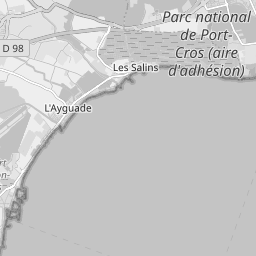 Parc national
de Port-
Cros (aire
d'adhésion)
D 98
Les Salins
L'Ayguade